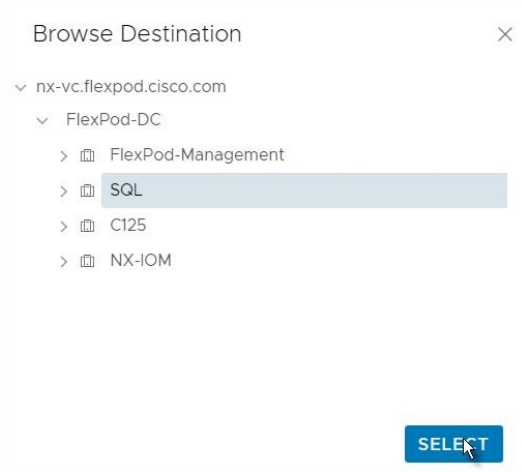 Browse Destination
nx-vc.flexpod.cisco.com
FlexPod-DC
FlexPod-Management
SQL
C125
NX-IOM
SELECT